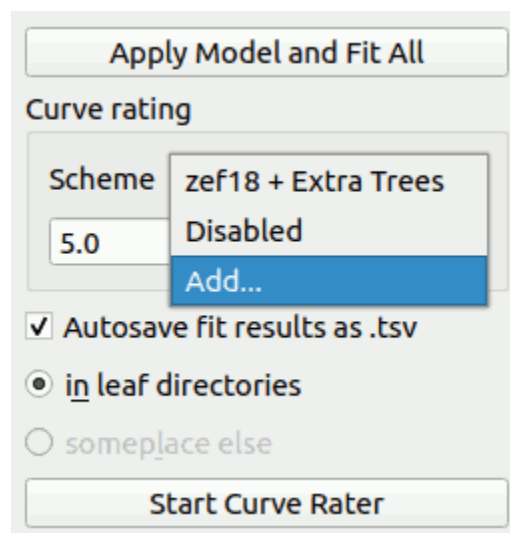 Apply Model and Fit All
Curve rating
Scheme
zef18 + Extra Trees
Disabled
Add...
5.0
Autosave fit results as .tsv
in leaf directories
someplace else
Start Curve Rater